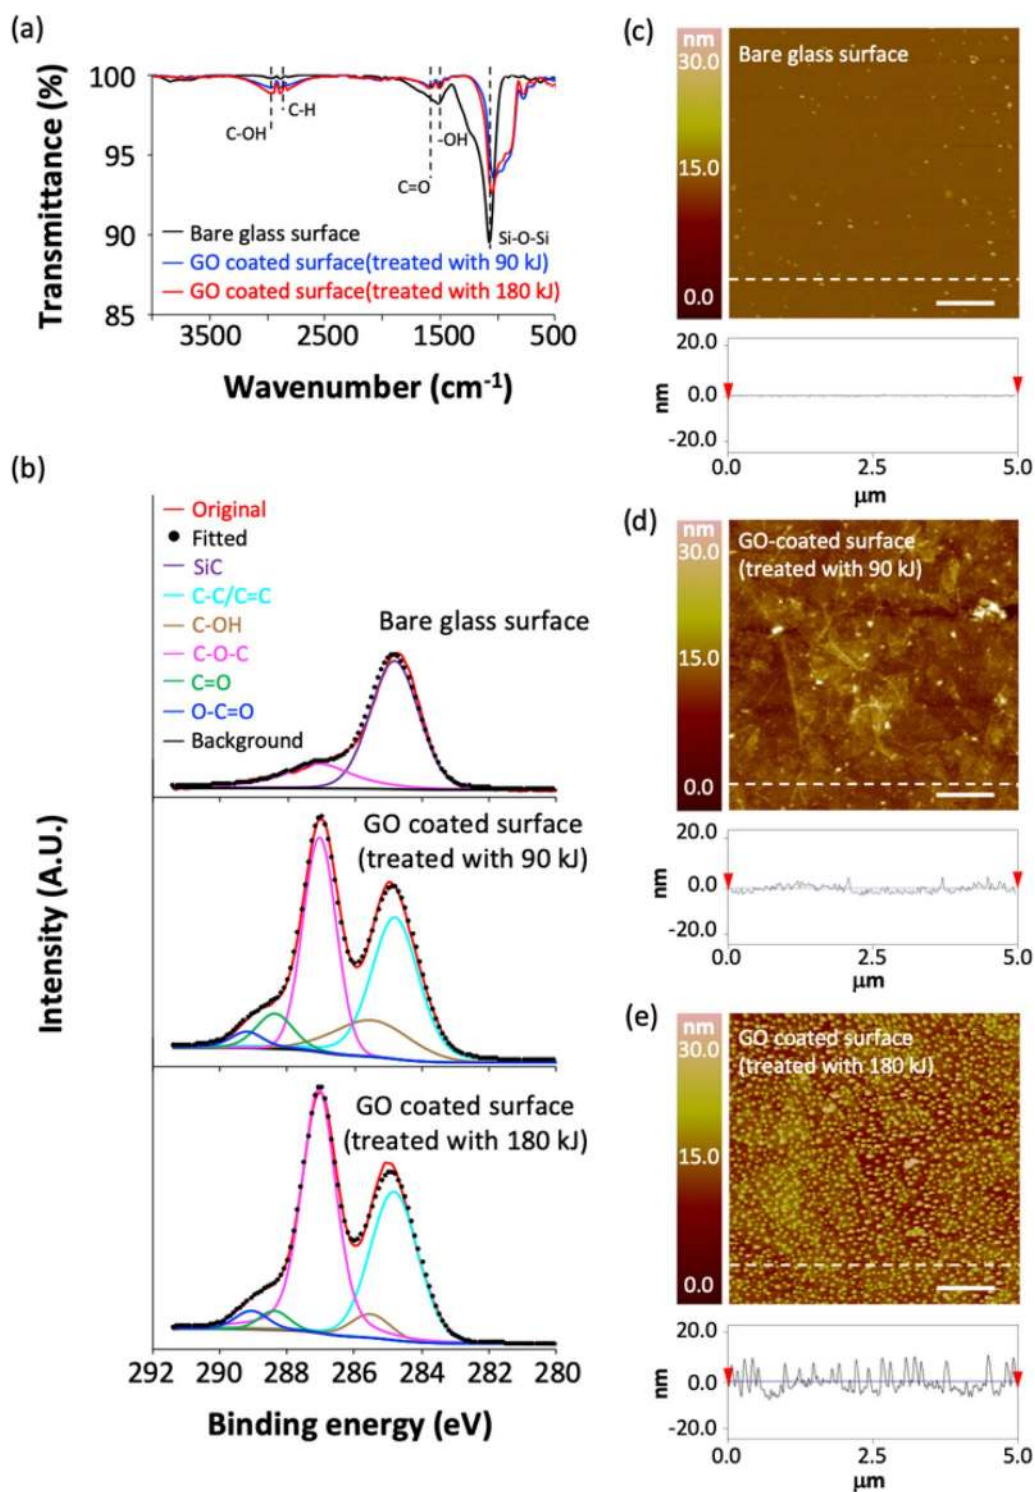 (a)
Transmittance (%)
100
95
90
85
C-OH
C-H
C=O
-OH
Si-O-Si
Bare glass surface
GO coated surface(treated with 90 kJ)
GO coated surface(treated with 180 kJ)
3500
2500
1500
500
Wavenumber (cm⁻¹)
(b)
Intensity (A.U.)
Original
Fitted
SiC
C-C/C=C
C-OH
C-O-C
C=O
O-C=O
Background
Bare glass surface
GO coated surface
(treated with 90 kJ)
GO coated surface
(treated with 180 kJ)
292
290
288
286
284
282
280
Binding energy (eV)
(c)
nm
30.0
15.0
0.0
Bare glass surface
20.0
0.0
-20.0
nm
0.0
2.5
5.0
μm
(d)
nm
30.0
15.0
0.0
GO-coated surface
(treated with 90 kJ)
20.0
0.0
-20.0
nm
0.0
2.5
5.0
μm
(e)
nm
30.0
15.0
0.0
GO coated surface
(treated with 180 kJ)
20.0
0.0
-20.0
nm
0.0
2.5
5.0
μm